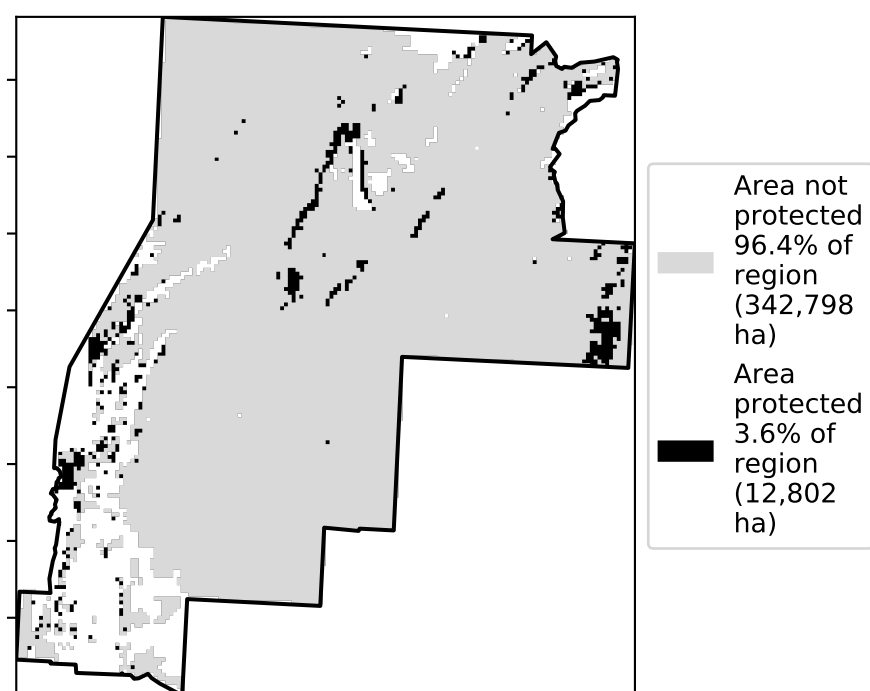 Area not
protected
96.4% of
region
(342,798
ha)
Area
protected
3.6% of
region
(12,802
ha)